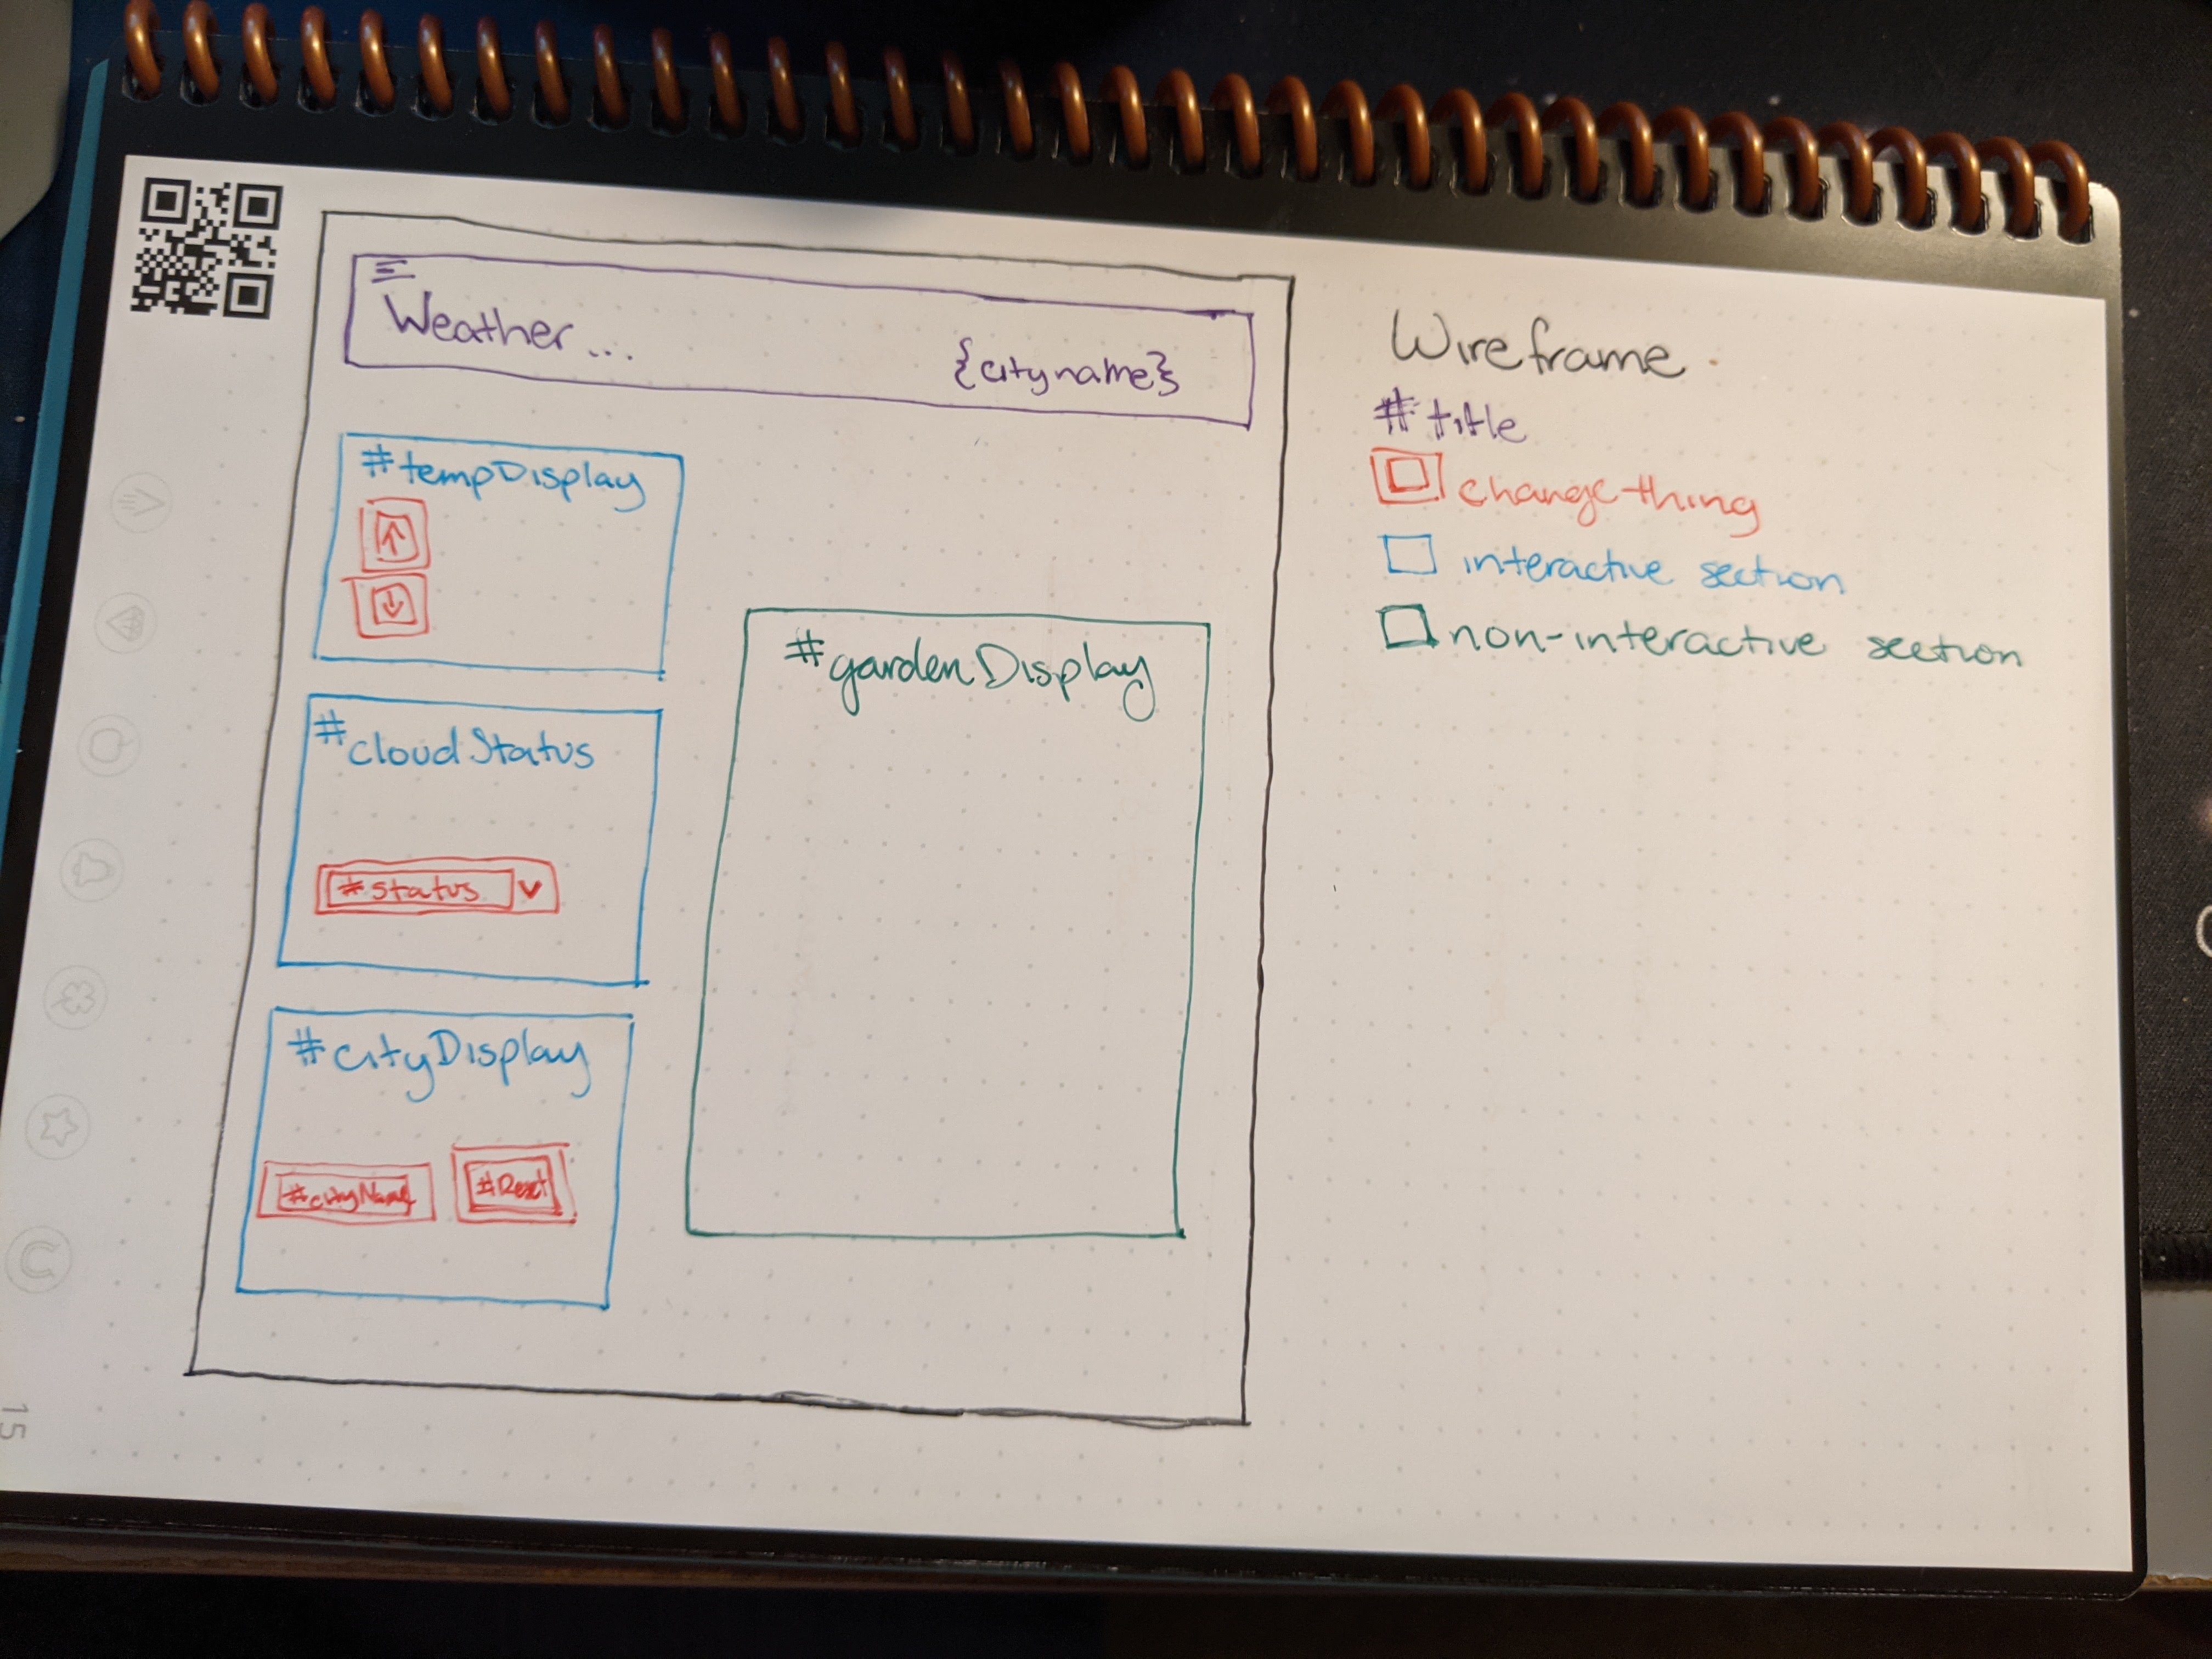 Weather...
{cityname}
#tempDisplay
#cloudStatus
#status v
#cityDisplay
#cityName
#Reset
#gardenDisplay
Wireframe
#title
change-thing
interactive section
non-interactive section
15